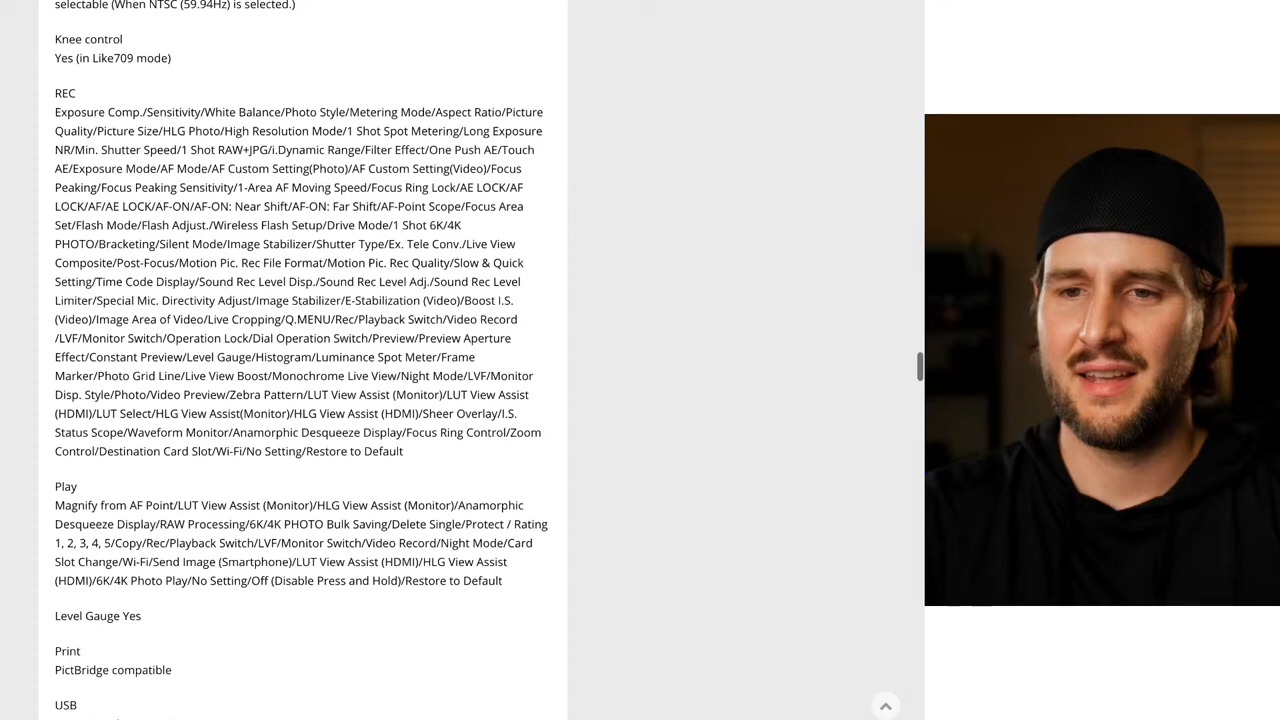 selectable (When NTSC (59.94Hz) is selected.)
Knee control
Yes (in Like709 mode)
REC
Exposure Comp./Sensitivity/White Balance/Photo Style/Metering Mode/Aspect Ratio/Picture
Quality/Picture Size/HLG Photo/High Resolution Mode/1 Shot Spot Metering/Long Exposure
NR/Min. Shutter Speed/1 Shot RAW+JPG/i.Dynamic Range/Filter Effect/One Push AE/Touch
AE/Exposure Mode/AF Mode/AF Custom Setting(Photo)/AF Custom Setting(Video)/Focus
Peaking/Focus Peaking Sensitivity/1-Area AF Moving Speed/Focus Ring Lock/AE LOCK/AF
LOCK/AF/AE LOCK/AF-ON/AF-ON: Near Shift/AF-ON: Far Shift/AF-Point Scope/Focus Area
Set/Flash Mode/Flash Adjust./Wireless Flash Setup/Drive Mode/1 Shot 6K/4K
PHOTO/Bracketing/Silent Mode/Image Stabilizer/Shutter Type/Ex. Tele Conv./Live View
Composite/Post-Focus/Motion Pic. Rec File Format/Motion Pic. Rec Quality/Slow & Quick
Setting/Time Code Display/Sound Rec Level Disp./Sound Rec Level Adj./Sound Rec Level
Limiter/Special Mic. Directivity Adjust/Image Stabilizer/E-Stabilization (Video)/Boost I.S.
(Video)/Image Area of Video/Live Cropping/Q.MENU/Rec/Playback Switch/Video Record
/LVF/Monitor Switch/Operation Lock/Dial Operation Switch/Preview/Preview Aperture
Effect/Constant Preview/Level Gauge/Histogram/Luminance Spot Meter/Frame
Marker/Photo Grid Line/Live View Boost/Monochrome Live View/Night Mode/LVF/Monitor
Disp. Style/Photo/Video Preview/Zebra Pattern/LUT View Assist (Monitor)/LUT View Assist
(HDMI)/LUT Select/HLG View Assist(Monitor)/HLG View Assist (HDMI)/Sheer Overlay/I.S.
Status Scope/Waveform Monitor/Anamorphic Desqueeze Display/Focus Ring Control/Zoom
Control/Destination Card Slot/Wi-Fi/No Setting/Restore to Default
Play
Magnify from AF Point/LUT View Assist (Monitor)/HLG View Assist (Monitor)/Anamorphic
Desqueeze Display/RAW Processing/6K/4K PHOTO Bulk Saving/Delete Single/Protect / Rating
1, 2, 3, 4, 5/Copy/Rec/Playback Switch/LVF/Monitor Switch/Video Record/Night Mode/Card
Slot Change/Wi-Fi/Send Image (Smartphone)/LUT View Assist (HDMI)/HLG View Assist
(HDMI)/6K/4K Photo Play/No Setting/Off (Disable Press and Hold)/Restore to Default
Level Gauge Yes
Print
PictBridge compatible
USB